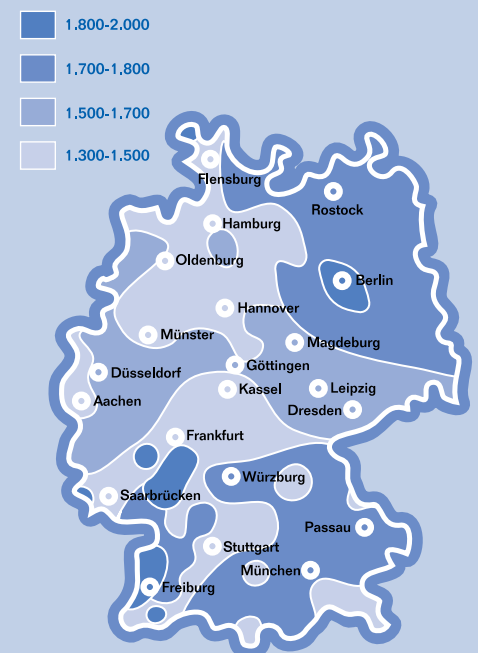 1.800-2.000
1.700-1.800
1.500-1.700
1.300-1.500
Flensburg
Rostock
Hamburg
Oldenburg
Berlin
Hannover
Münster
Magdeburg
Göttingen
Düsseldorf
Kassel
Leipzig
Aachen
Dresden
Frankfurt
Würzburg
Saarbrücken
Passau
Stuttgart
München
Freiburg